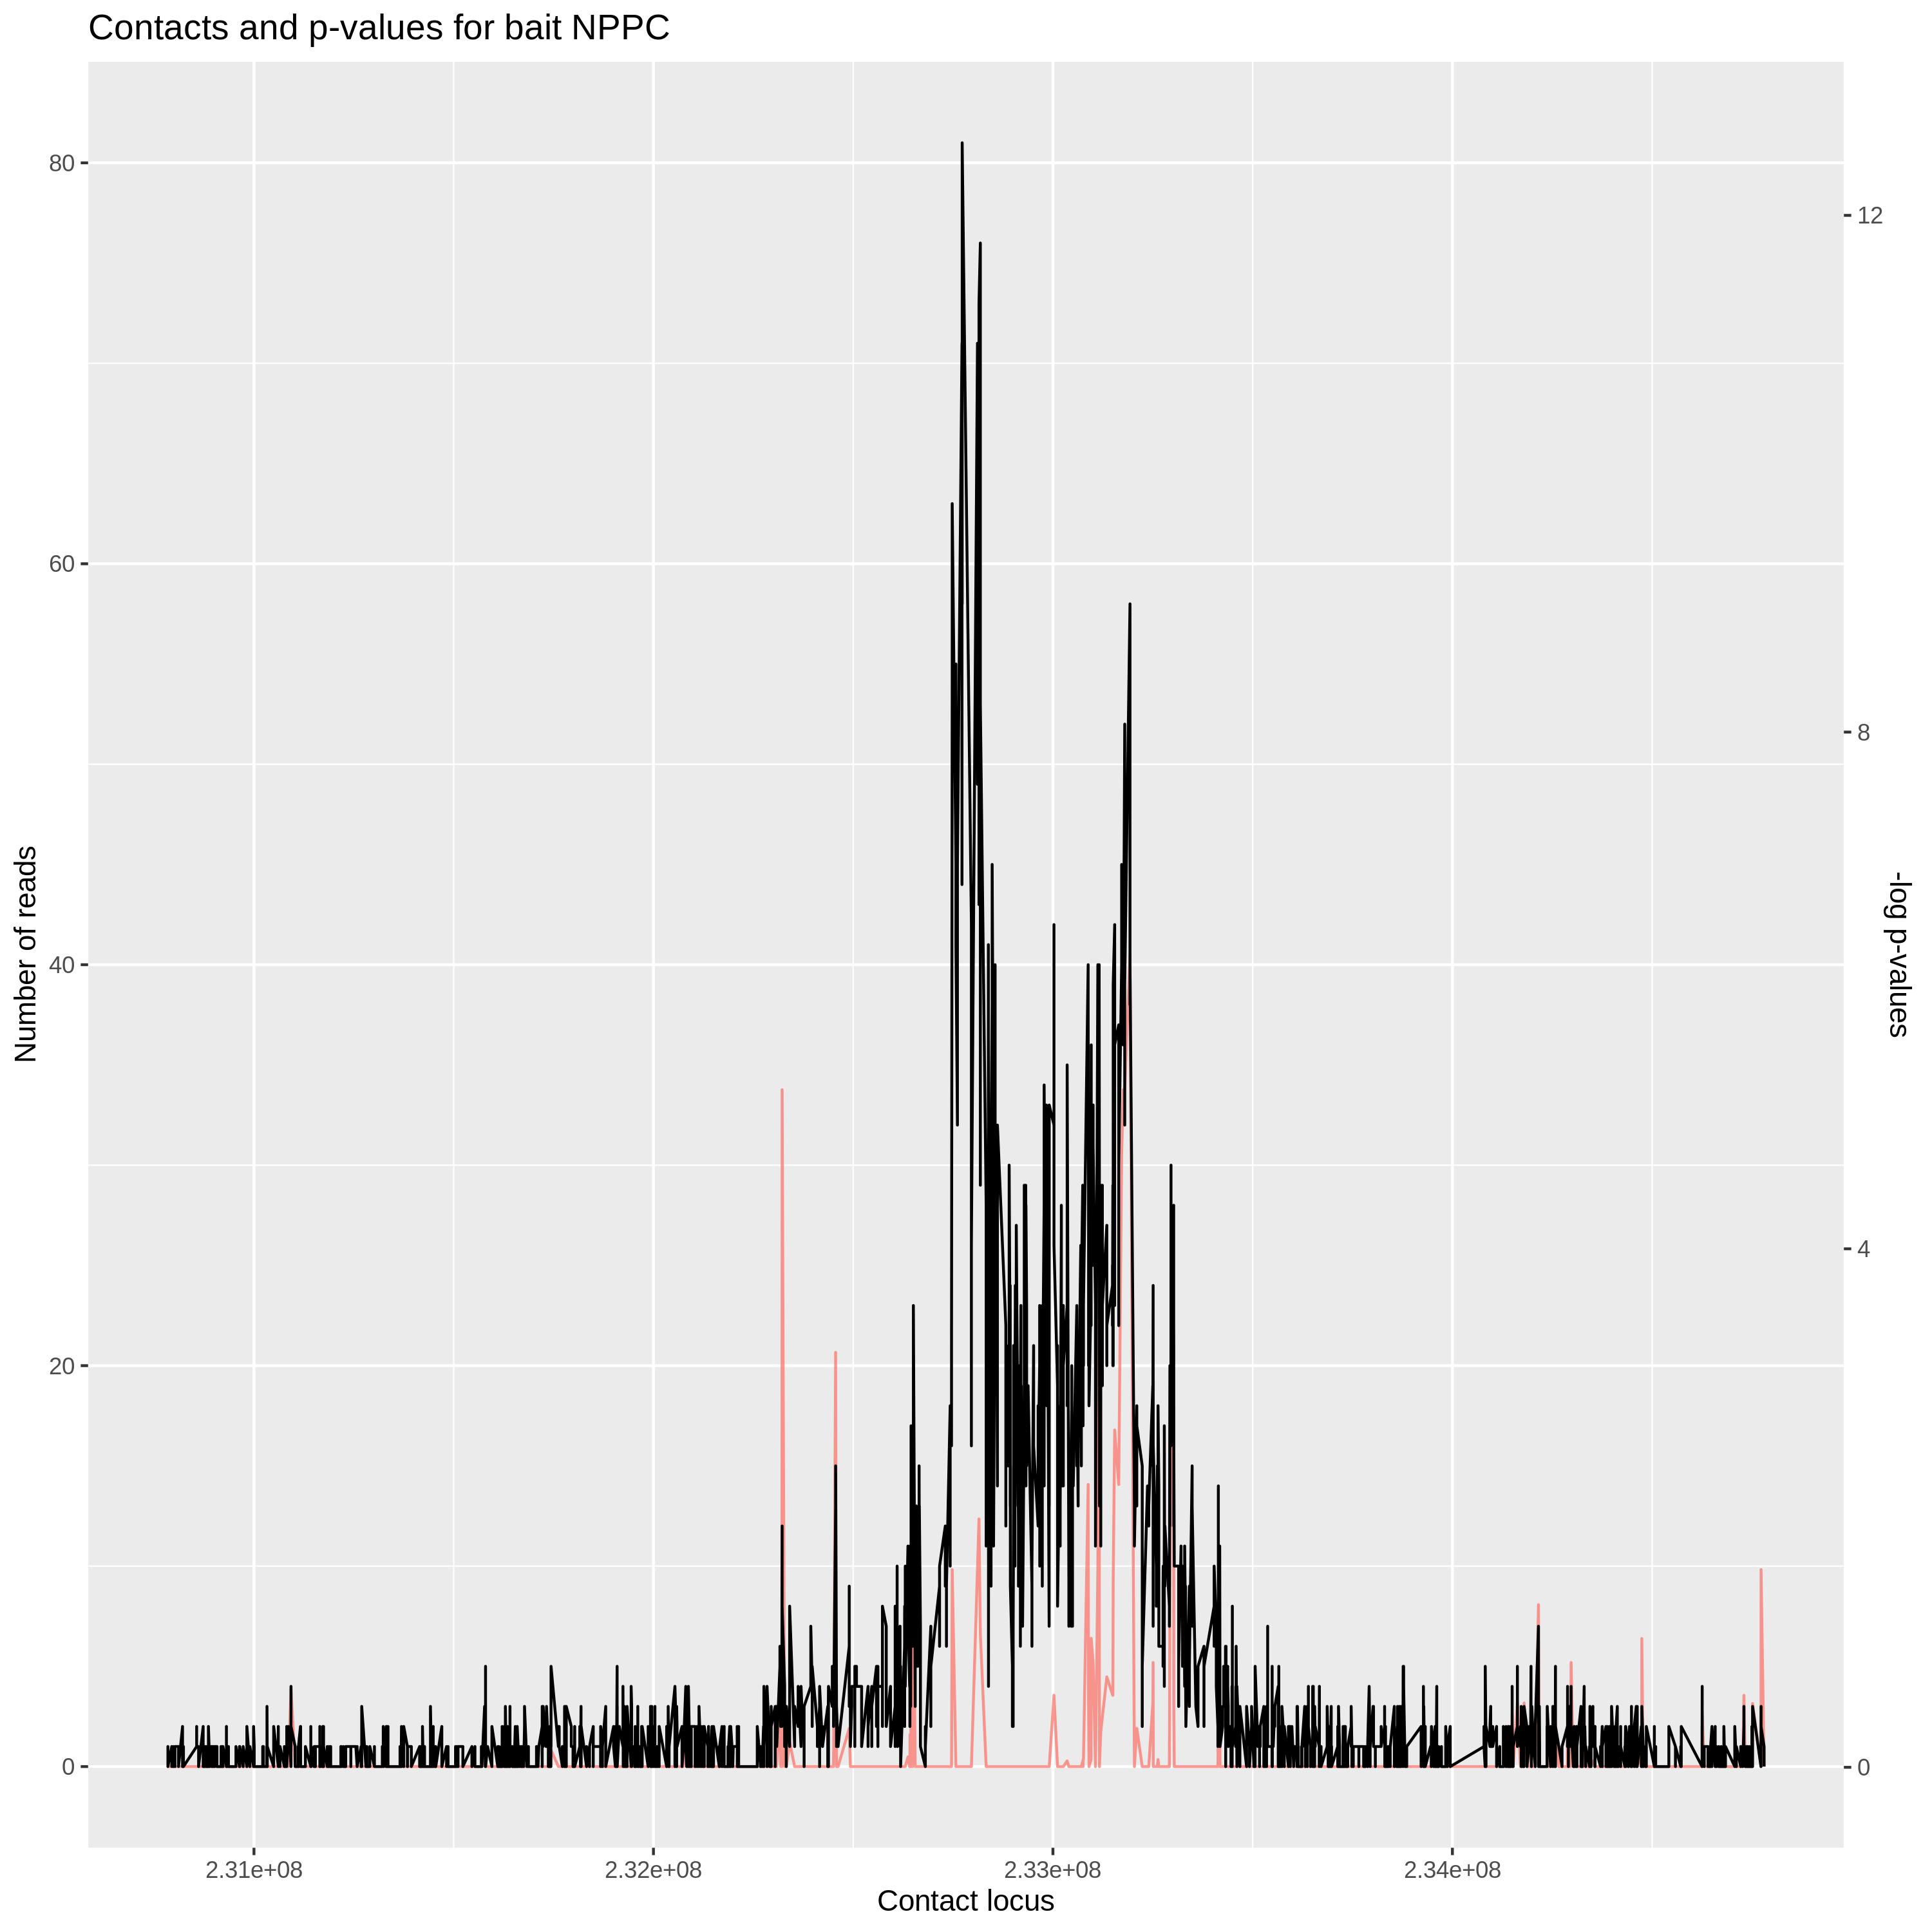 Contacts and p-values for bait NPPC
80
60
40
20
0
12
8
4
0
Number of reads
-log p-values
2.31e+08
2.32e+08
2.33e+08
2.34e+08
Contact locus